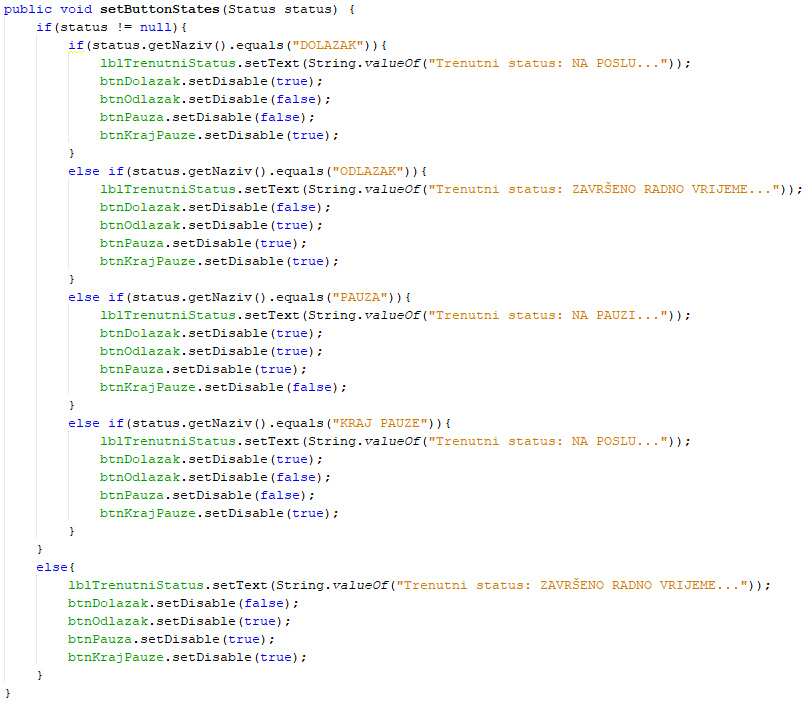 public void setButtonStates(Status status) {
    if(status != null){
        if(status.getNaziv().equals("DOLAZAK")){
            lblTrenutniStatus.setText(String.valueOf("Trenutni status: NA POSLU..."));
            btnDolazak.setDisable(true);
            btnOdlazak.setDisable(false);
            btnPauza.setDisable(false);
            btnKrajPauze.setDisable(true);
        }
        else if(status.getNaziv().equals("ODLAZAK")){
            lblTrenutniStatus.setText(String.valueOf("Trenutni status: ZAVRŠENO RADNO VRIJEME..."));
            btnDolazak.setDisable(false);
            btnOdlazak.setDisable(true);
            btnPauza.setDisable(true);
            btnKrajPauze.setDisable(true);
        }
        else if(status.getNaziv().equals("PAUZA")){
            lblTrenutniStatus.setText(String.valueOf("Trenutni status: NA PAUZI..."));
            btnDolazak.setDisable(true);
            btnOdlazak.setDisable(true);
            btnPauza.setDisable(true);
            btnKrajPauze.setDisable(false);
        }
        else if(status.getNaziv().equals("KRAJ PAUZE")){
            lblTrenutniStatus.setText(String.valueOf("Trenutni status: NA POSLU..."));
            btnDolazak.setDisable(true);
            btnOdlazak.setDisable(false);
            btnPauza.setDisable(false);
            btnKrajPauze.setDisable(true);
        }
    }
    else{
        lblTrenutniStatus.setText(String.valueOf("Trenutni status: ZAVRŠENO RADNO VRIJEME..."));
        btnDolazak.setDisable(false);
        btnOdlazak.setDisable(true);
        btnPauza.setDisable(true);
        btnKrajPauze.setDisable(true);
    }
}